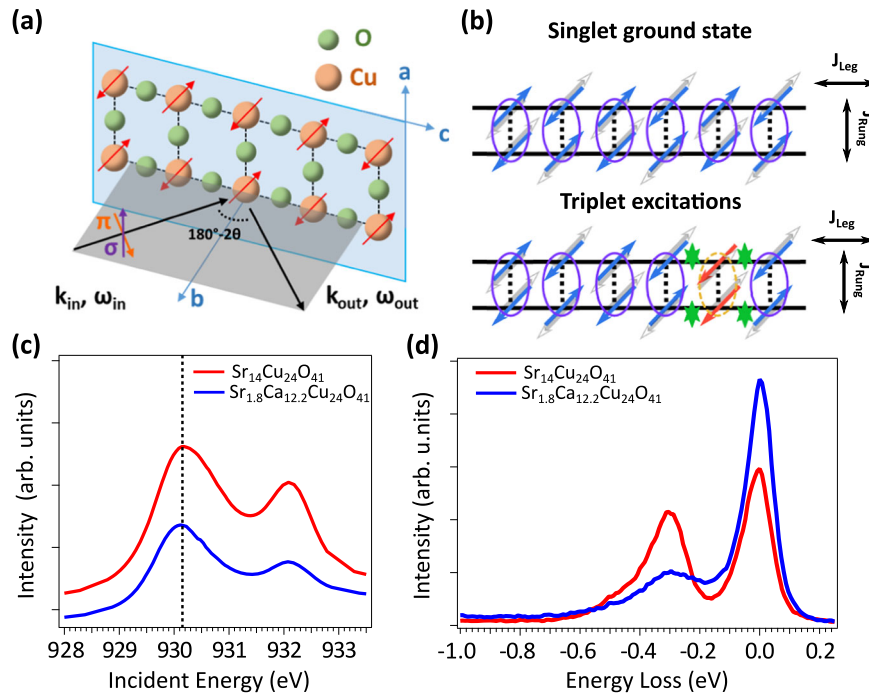 (a)
O
Cu
a
c
π
σ
180°-2θ
b
k_in, ω_in
k_out, ω_out
(b)
Singlet ground state
J_Leg
J_Rung
Triplet excitations
J_Leg
J_Rung
(c)
Sr₁₄Cu₂₄O₄₁
Sr₁.₈Ca₁₂.₂Cu₂₄O₄₁
Intensity (arb. units)
928 929 930 931 932 933
Incident Energy (eV)
(d)
Sr₁₄Cu₂₄O₄₁
Sr₁.₈Ca₁₂.₂Cu₂₄O₄₁
Intensity (arb. u.nits)
-1.0 -0.8 -0.6 -0.4 -0.2 0.0 0.2
Energy Loss (eV)